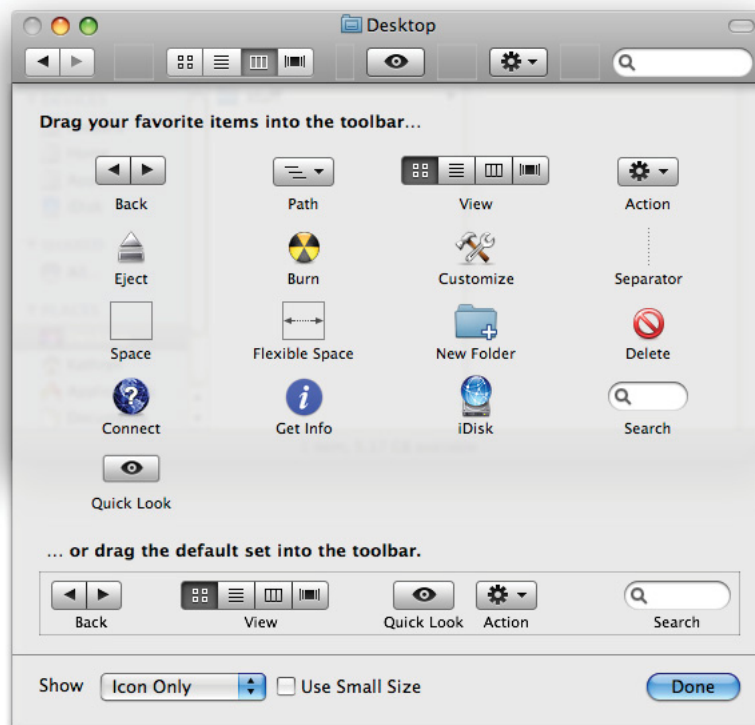 Desktop
Drag your favorite items into the toolbar...
Back Path View Action
Eject Burn Customize Separator
Space Flexible Space New Folder Delete
Connect Get Info iDisk Search
Quick Look
... or drag the default set into the toolbar.
Back View Quick Look Action Search
Show Icon Only Use Small Size Done